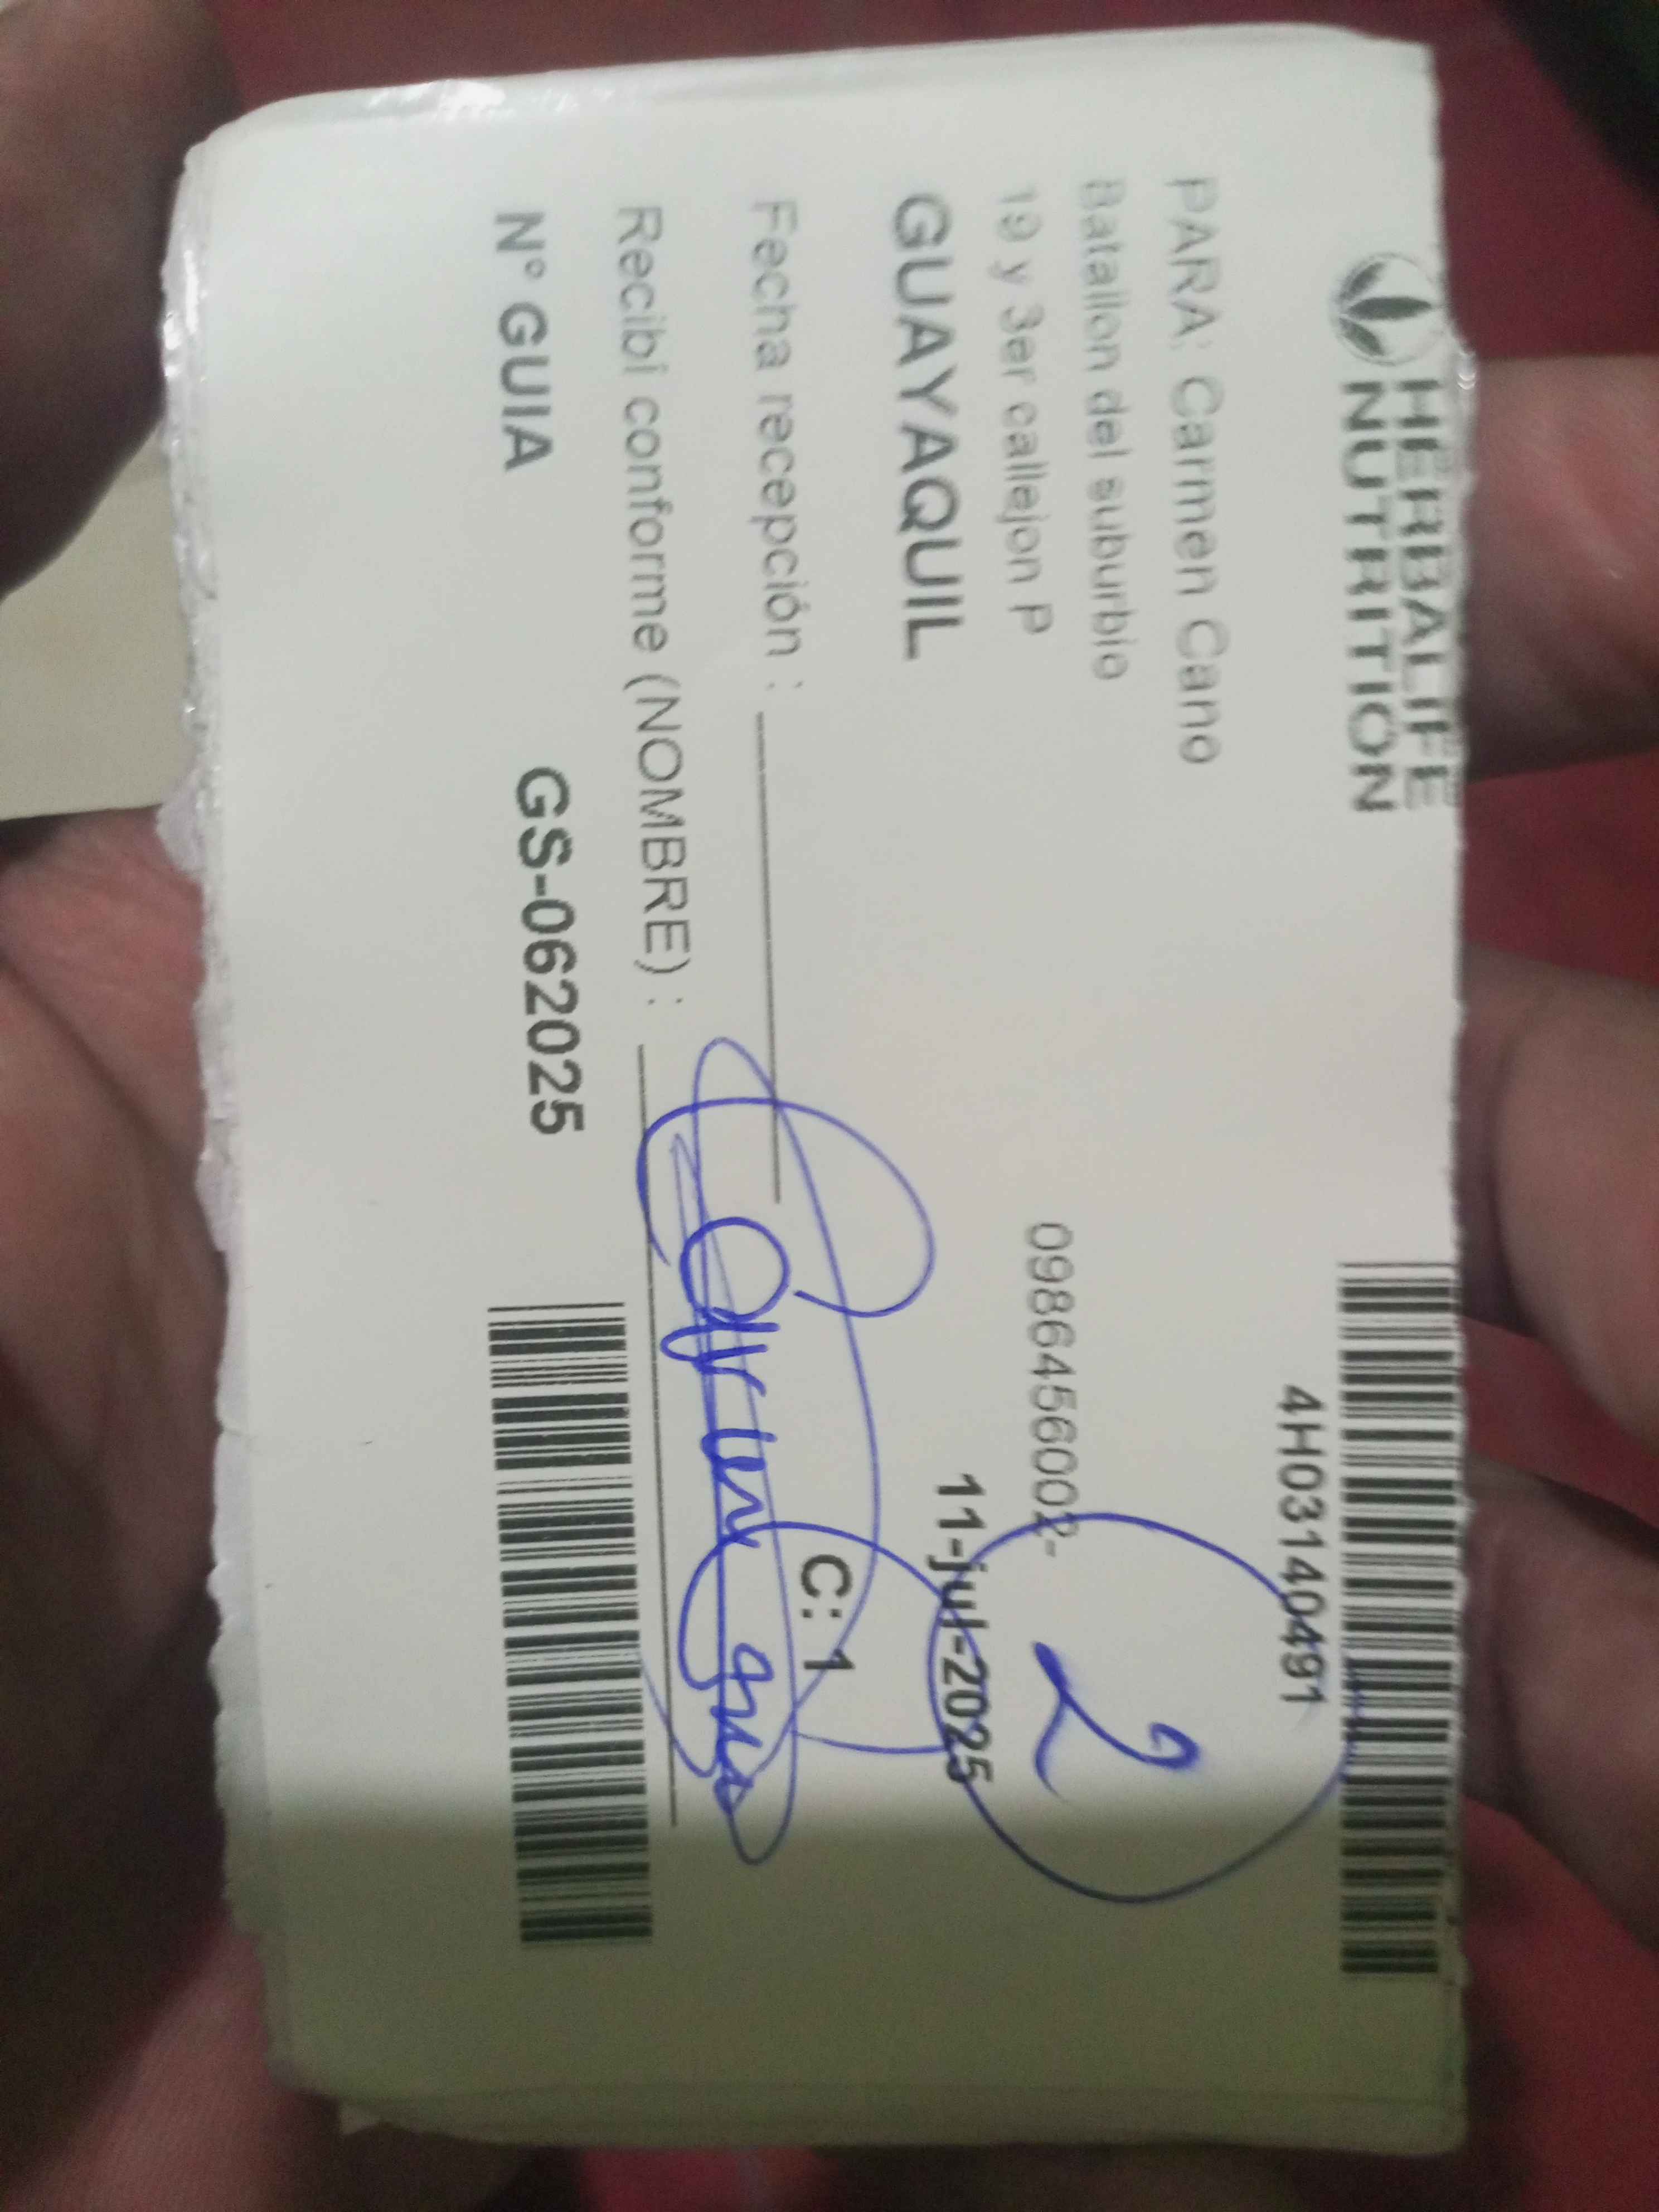 HERBALIFE
NUTRITION
4H03140491
PARA: Carmen Cano
Batallon del suburbio
19 y 3er callejon P
0986456002-
2
GUAYAQUIL
11-jul-2025
C: 1
Fecha recepción :
Recibí conforme (NOMBRE) :
N° GUIA
GS-062025